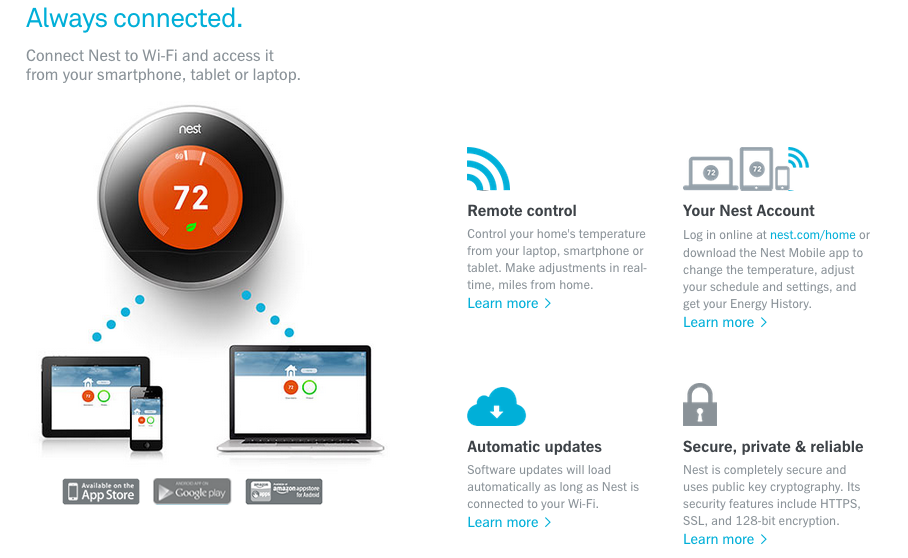 Always connected.
Connect Nest to Wi-Fi and access it
from your smartphone, tablet or laptop.
nest
69
72
Available on the
App Store
ANDROID APP ON
Google play
Available at
amazon appstore
for Android
Remote control
Control your home's temperature
from your laptop, smartphone or
tablet. Make adjustments in real-
time, miles from home.
Learn more >
72
72
Your Nest Account
Log in online at nest.com/home or
download the Nest Mobile app to
change the temperature, adjust
your schedule and settings, and
get your Energy History.
Learn more >
Automatic updates
Software updates will load
automatically as long as Nest is
connected to your Wi-Fi.
Learn more >
Secure, private & reliable
Nest is completely secure and
uses public key cryptography. Its
security features include HTTPS,
SSL, and 128-bit encryption.
Learn more >